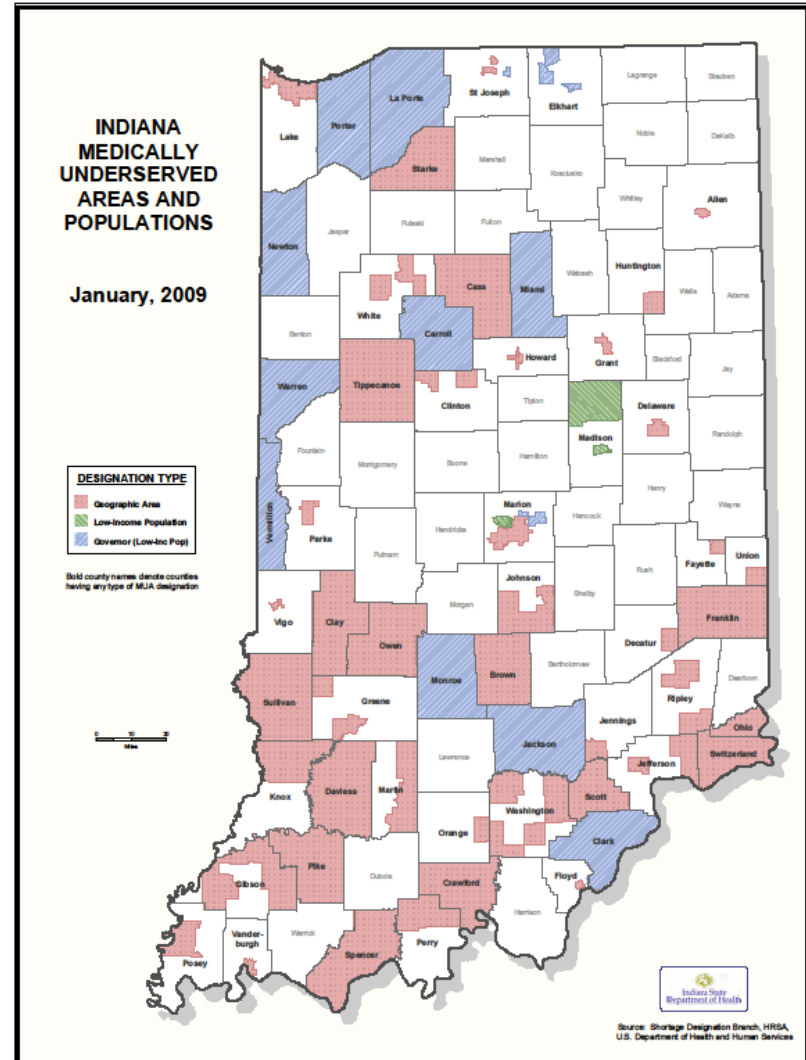 INDIANA
MEDICALLY
UNDERSERVED
AREAS AND
POPULATIONS
January, 2009
Lake
Porter
La Porte
St Joseph
Elkhart
Lagrange
Steuben
Noble
DeKalb
Starke
Marshall
Kosciusko
Whitley
Allen
Newton
Jasper
Pulaski
Fulton
Miami
Wabash
Huntington
Wells
Adams
White
Cass
Benton
Carroll
Howard
Grant
Blackford
Jay
Warren
Tippecanoe
Clinton
Tipton
Madison
Delaware
Randolph
Fountain
Montgomery
Boone
Hamilton
Henry
Wayne
DESIGNATION TYPE
Geographic Area
Low-Income Population
Governor (Low-Inc Pop)
Bold county names denote counties
having any type of MUA designation
Vermillion
Parke
Putnam
Hendricks
Marion
Hancock
Rush
Fayette
Union
Vigo
Clay
Owen
Morgan
Johnson
Shelby
Decatur
Franklin
Sullivan
Greene
Monroe
Brown
Bartholomew
Jennings
Ripley
Dearborn
Ohio
Switzerland
Jefferson
0 10 20
Miles
Knox
Daviess
Martin
Lawrence
Jackson
Washington
Scott
Clark
Orange
Floyd
Gibson
Pike
Dubois
Crawford
Harrison
Posey
Vander-
burgh
Warrick
Spencer
Perry
Indiana State
Department of Health
Source: Shortage Designation Branch, HRSA,
U.S. Department of Health and Human Services